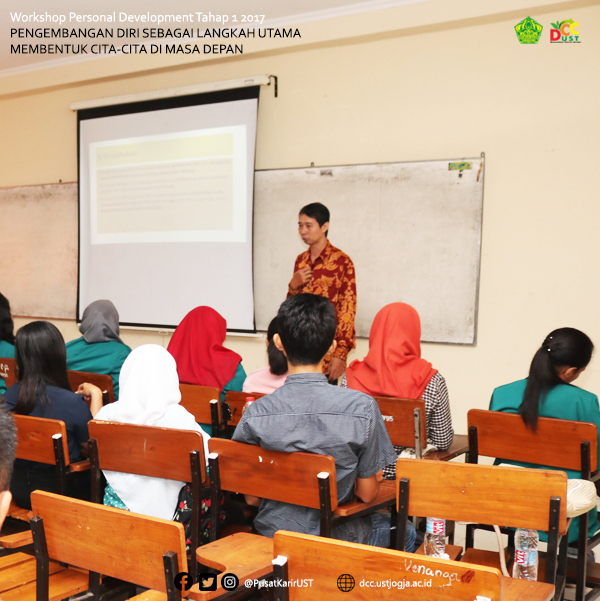 Workshop Personal Development Tahap 1 2017
PENGEMBANGAN DIRI SEBAGAI LANGKAH UTAMA
MEMBENTUK CITA-CITA DI MASA DEPAN
DCC
UST
Venanga
@PusatKarirUST
dcc.ustjogja.ac.id